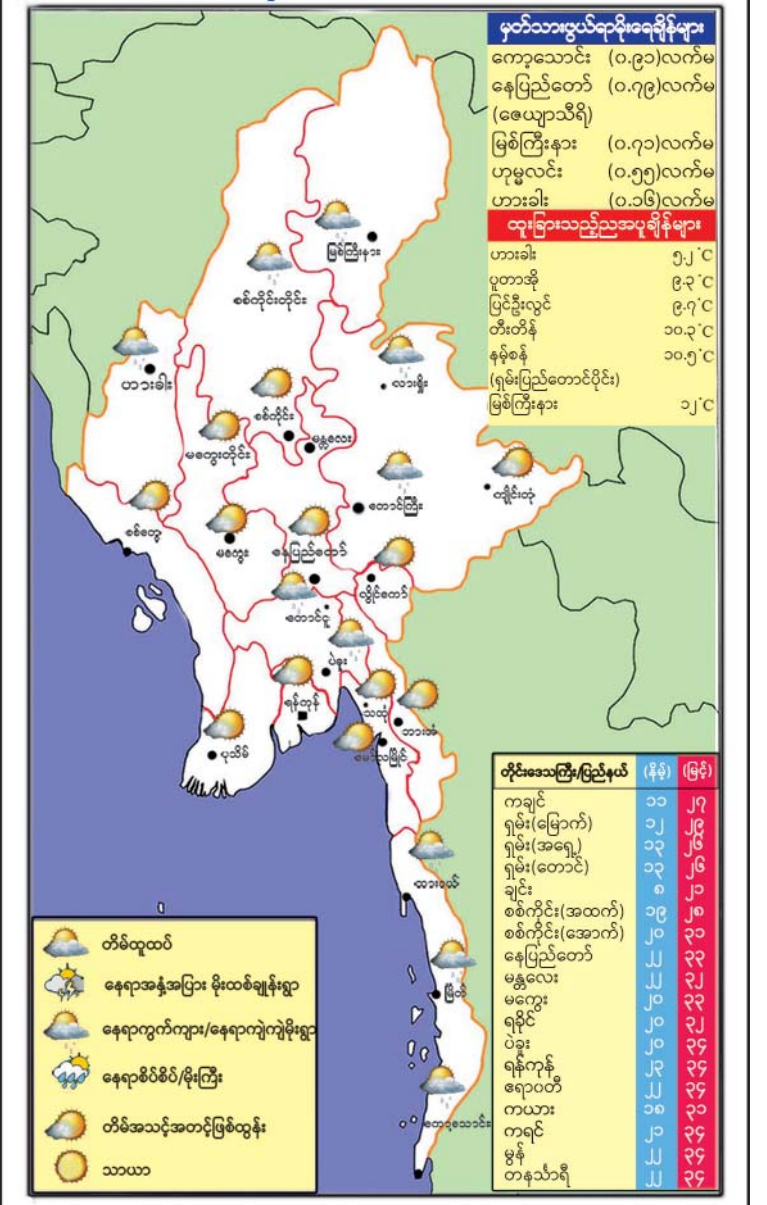 မှတ်သားဖွယ်ရာမိုးရေချိန်များ
ကော့သောင်း (၀.၉၁)လက်မ
နေပြည်တော် (၀.၇၉)လက်မ
(ဇေယျာသီရိ)
မြစ်ကြီးနား (၀.၇၁)လက်မ
ဟုမ္မလင်း (၀.၅၅)လက်မ
ဟားခါး (၀.၁၆)လက်မ
ထူးခြားသည့်ညအပူချိန်များ
ဟားခါး ၅.၂°C
ပူတာအို ၉.၃°C
ပြင်ဦးလွင် ၉.၇°C
တီးတိန် ၁၀.၃°C
နမ့်စန် ၁၀.၅°C
(ရှမ်းပြည်တောင်ပိုင်း)
မြစ်ကြီးနား ၁၂°C
မြစ်ကြီးနား
စစ်ကိုင်းတိုင်း
ဟားခါး
လားရှိုး
စစ်ကိုင်း
မန္တလေး
မကွေးတိုင်း
ကျိုင်းတုံ
တောင်ကြီး
စစ်တွေ
မကွေး
နေပြည်တော်
လွိုင်ကော်
တောင်ငူ
ပဲခူး
ရန်ကုန်
သထုံ
ဘားအံ
ပုသိမ်
မော်လမြိုင်
ထားဝယ်
မြိတ်
ကော့သောင်း
တိုင်းဒေသကြီး/ပြည်နယ် (နိမ့်) (မြင့်)
ကချင် ၁၁ ၂၇
ရှမ်း(မြောက်) ၁၂ ၂၉
ရှမ်း(အရှေ့) ၁၃ ၂၆
ရှမ်း(တောင်) ၁၃ ၂၆
ချင်း ၈ ၂၁
စစ်ကိုင်း(အထက်) ၁၉ ၂၈
စစ်ကိုင်း(အောက်) ၂၀ ၃၁
နေပြည်တော် ၂၂ ၃၃
မန္တလေး ၂၂ ၃၂
မကွေး ၂၀ ၃၃
ရခိုင် ၂၀ ၃၂
ပဲခူး ၂၀ ၃၄
ရန်ကုန် ၂၃ ၃၄
ဧရာဝတီ ၂၂ ၃၄
ကယား ၁၈ ၃၁
ကရင် ၂၁ ၃၄
မွန် ၂၂ ၃၄
တနင်္သာရီ ၂၂ ၃၄
တိမ်ထူထပ်
နေရာအနှံ့အပြား မိုးထစ်ချုန်းရွာ
နေရာကွက်ကျား/နေရာကျဲကျဲမိုးရွာ
နေရာစိပ်စိပ်/မိုးကြီး
တိမ်အသင့်အတင့်ဖြစ်ထွန်း
သာယာ